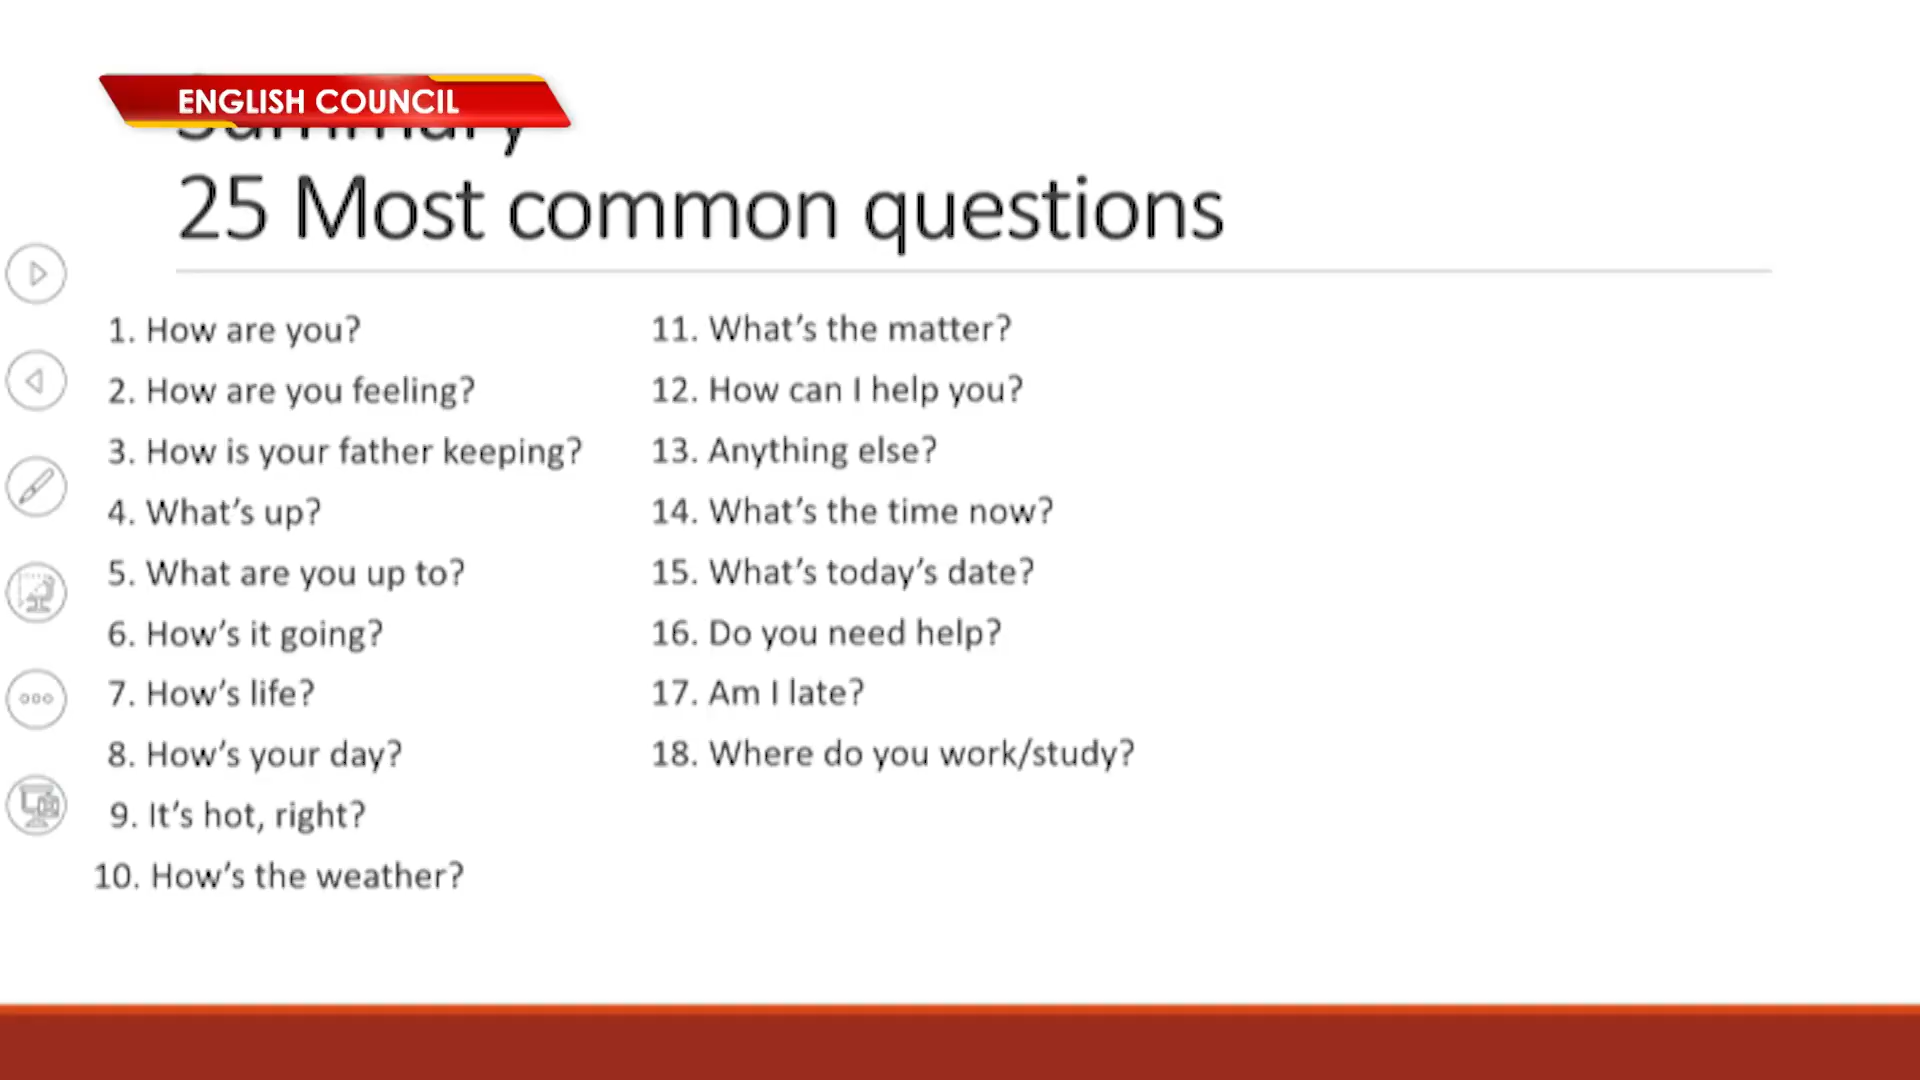 ENGLISH COUNCIL
Summary
25 Most common questions
1. How are you?
2. How are you feeling?
3. How is your father keeping?
4. What’s up?
5. What are you up to?
6. How’s it going?
7. How’s life?
8. How’s your day?
9. It’s hot, right?
10. How’s the weather?
11. What’s the matter?
12. How can I help you?
13. Anything else?
14. What’s the time now?
15. What’s today’s date?
16. Do you need help?
17. Am I late?
18. Where do you work/study?